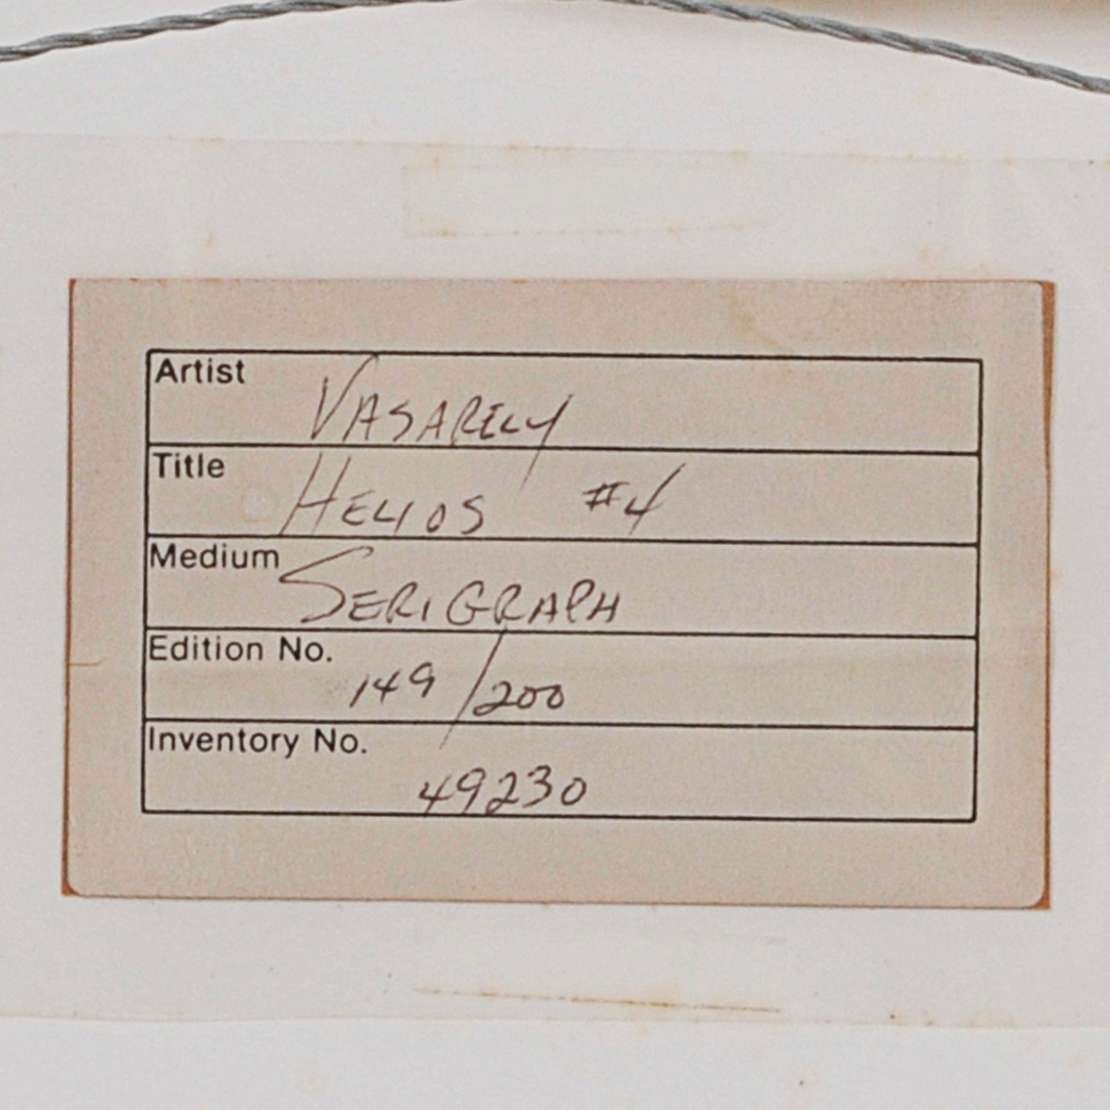 Artist VASARELY
Title HELIOS #4
Medium SERIGRAPH
Edition No. 149/200
Inventory No. 49230